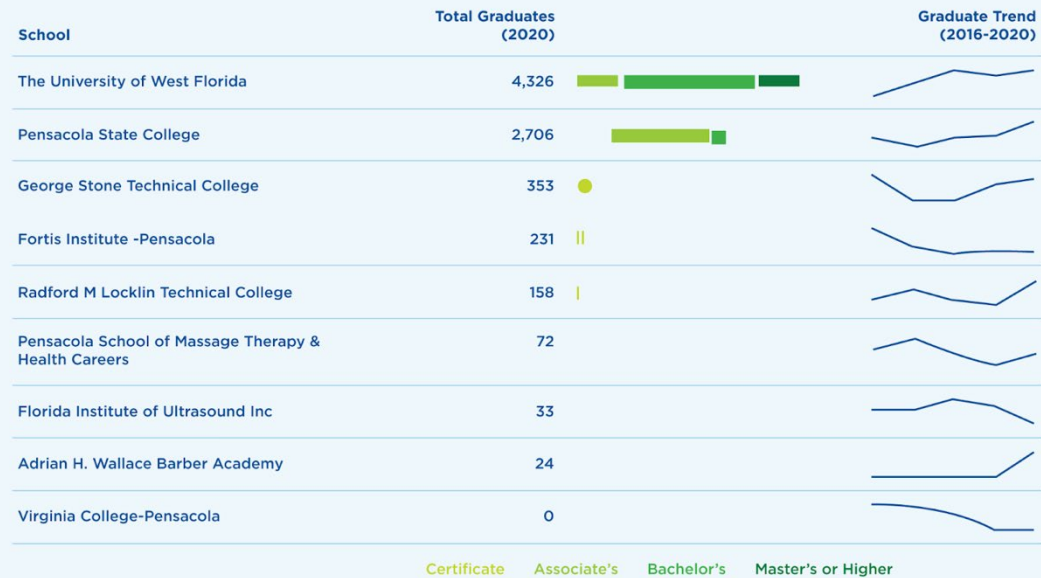 School Total Graduates (2020) Graduate Trend (2016-2020)
The University of West Florida 4,326
Pensacola State College 2,706
George Stone Technical College 353
Fortis Institute -Pensacola 231
Radford M Locklin Technical College 158
Pensacola School of Massage Therapy & 72
Health Careers
Florida Institute of Ultrasound Inc 33
Adrian H. Wallace Barber Academy 24
Virginia College-Pensacola 0
Certificate Associate's Bachelor's Master's or Higher